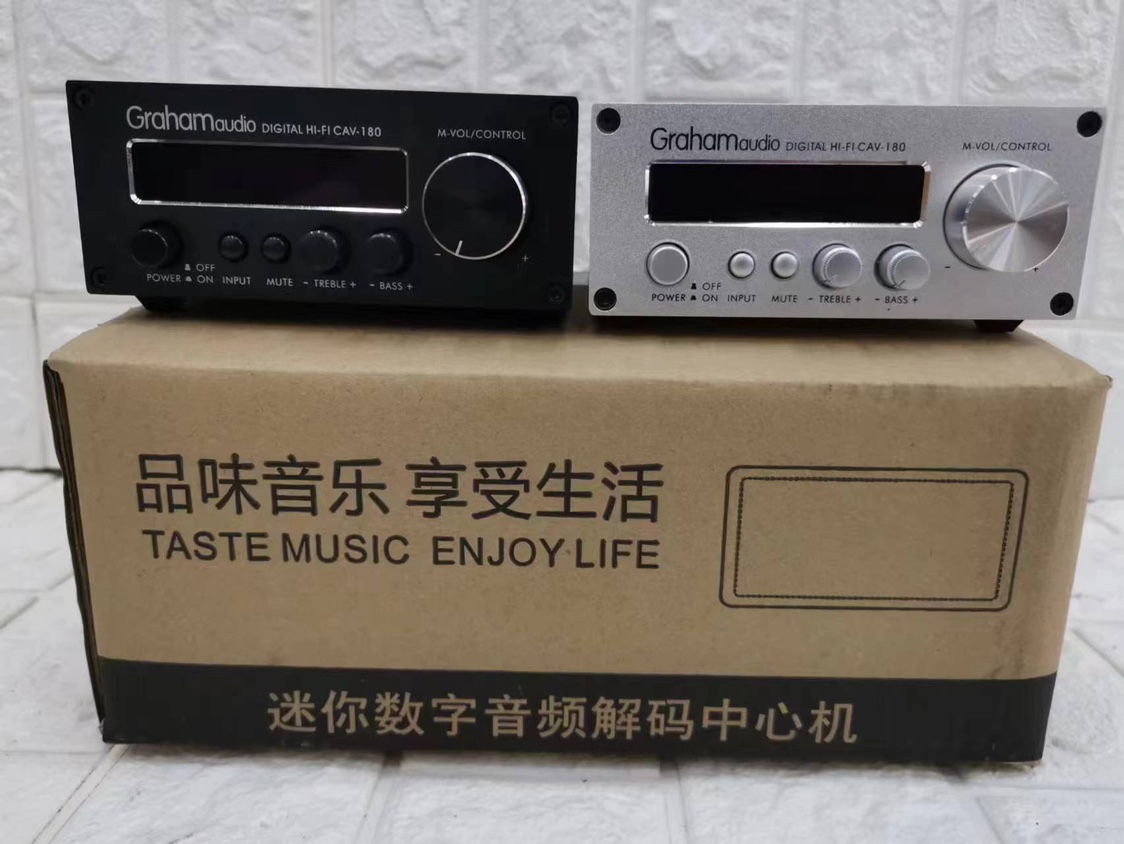 Grahamaudio DIGITAL HI-FI CAV-180
M-VOL/CONTROL
- +
OFF
POWER ON INPUT MUTE - TREBLE + - BASS +
Grahamaudio DIGITAL HI-FI CAV-180
M-VOL/CONTROL
- +
OFF
POWER ON INPUT MUTE - TREBLE + - BASS +
品味音乐 享受生活
TASTE MUSIC ENJOY LIFE
迷你数字音频解码中心机